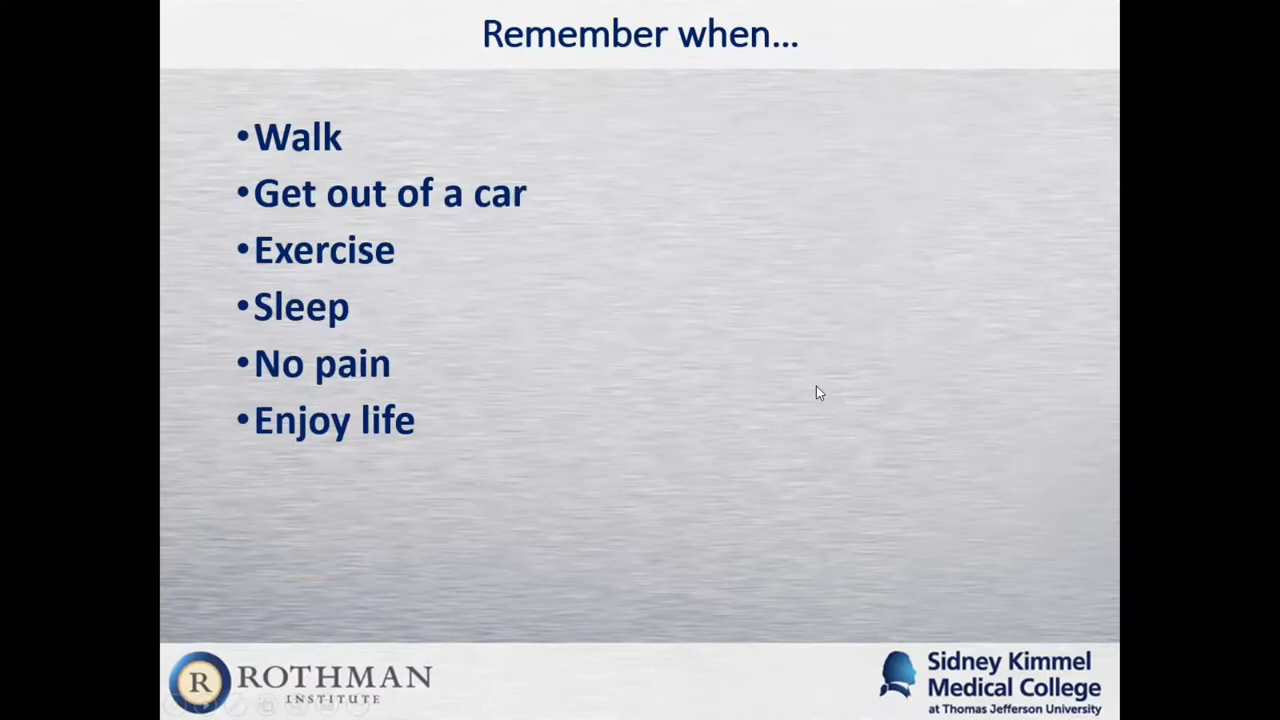 Remember when...
•Walk
•Get out of a car
•Exercise
•Sleep
•No pain
•Enjoy life
R ROTHMAN
INSTITUTE
Sidney Kimmel
Medical College
at Thomas Jefferson University